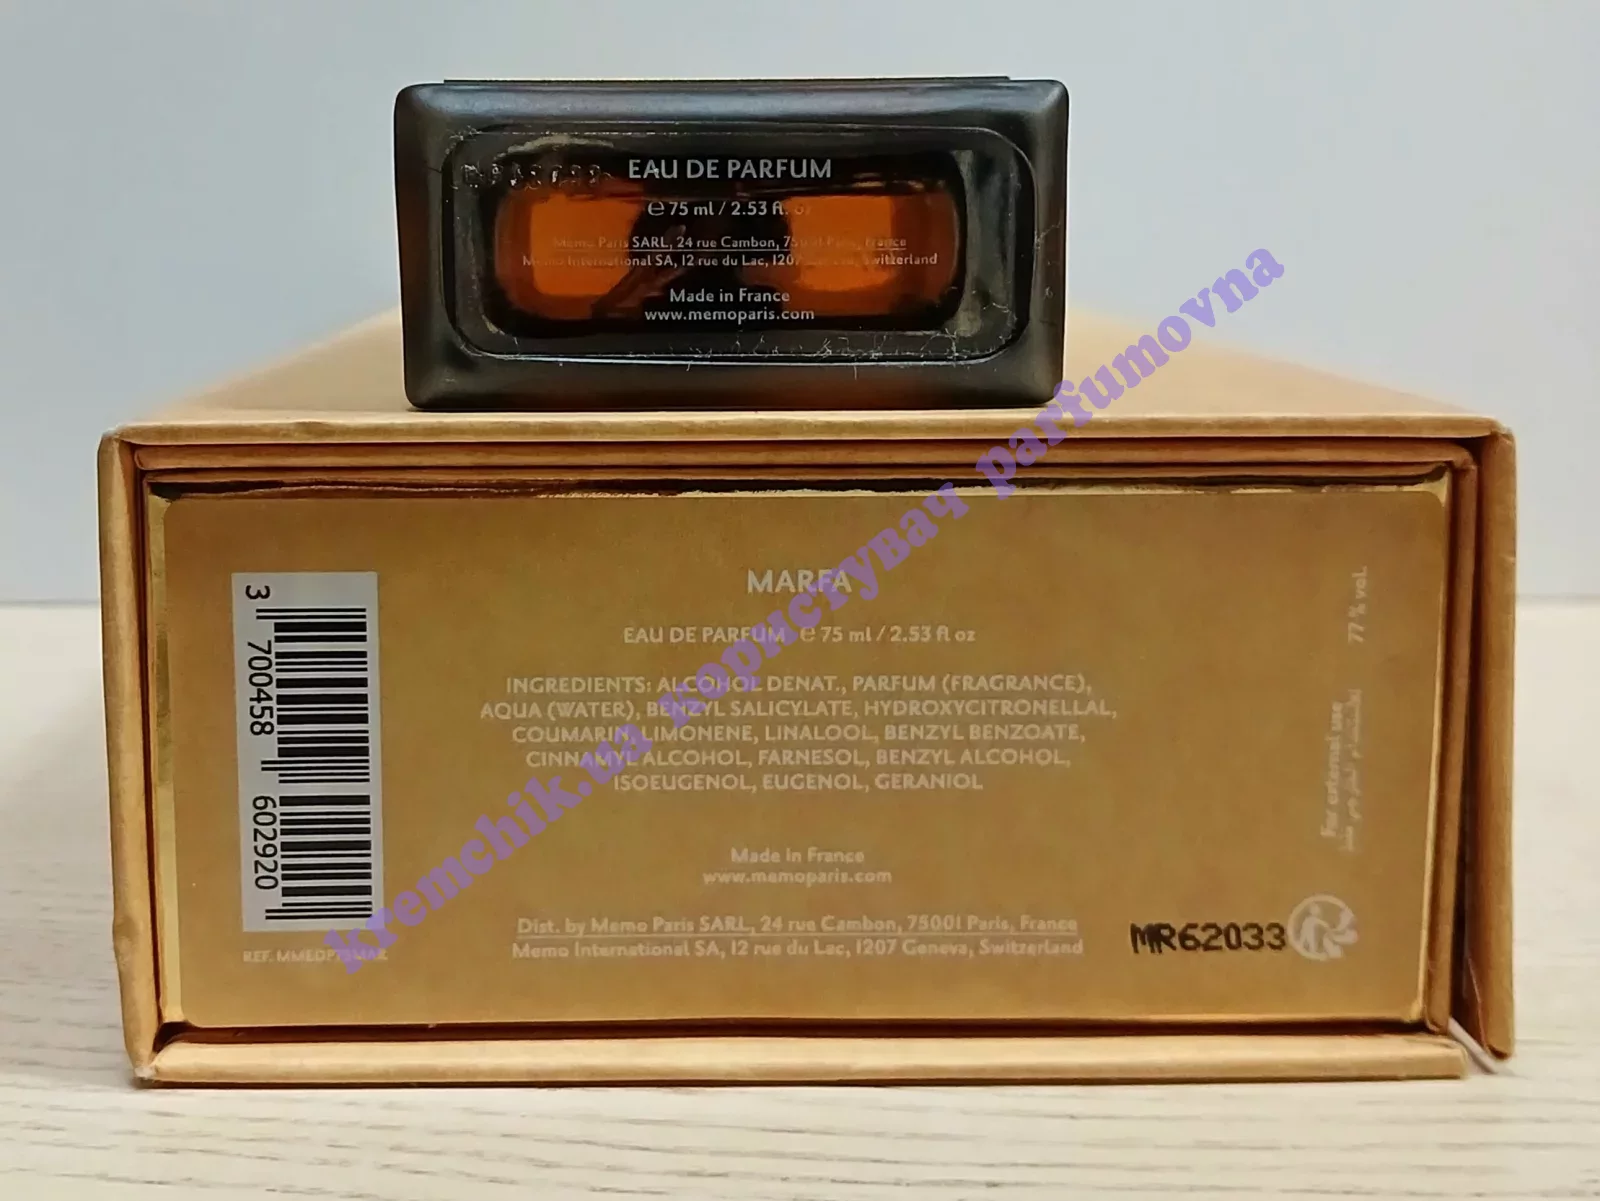 EAU DE PARFUM
℮ 75 ml / 2.53 fl. oz
Memo Paris SARL, 24 rue Cambon, 75001 Paris, France
Memo International SA, 12 rue du Lac, 1207 Switzerland
Made in France
www.memoparis.com
MARFA
EAU DE PARFUM ℮ 75 ml / 2.53 fl oz
INGREDIENTS: ALCOHOL DENAT., PARFUM (FRAGRANCE),
AQUA (WATER), BENZYL SALICYLATE, HYDROXYCITRONELLAL,
COUMARIN, LIMONENE, LINALOOL, BENZYL BENZOATE,
CINNAMYL ALCOHOL, FARNESOL, BENZYL ALCOHOL,
ISOEUGENOL, EUGENOL, GERANIOL
Made in France
www.memoparis.com
Dist. by Memo Paris SARL, 24 rue Cambon, 75001 Paris, France
Memo International SA, 12 rue du Lac, 1207 Geneva, Switzerland
3 700458 602920
REF. MMEDP75MAR
77 % vol.
For external use
MR62033
kremchik.ua користувач parfumovna